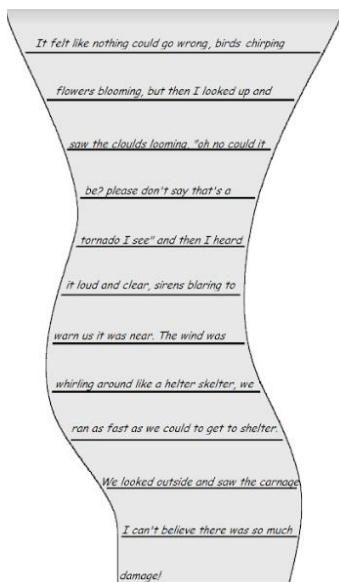 It felt like nothing could go wrong, birds chirping
flowers blooming, but then I looked up and
saw the cloulds looming. "oh no could it
be? please don't say that's a
tornado I see" and then I heard
it loud and clear, sirens blaring to
warn us it was near. The wind was
whirling around like a helter skelter, we
ran as fast as we could to get to shelter.
We looked outside and saw the carnage
I can't believe there was so much
damage!